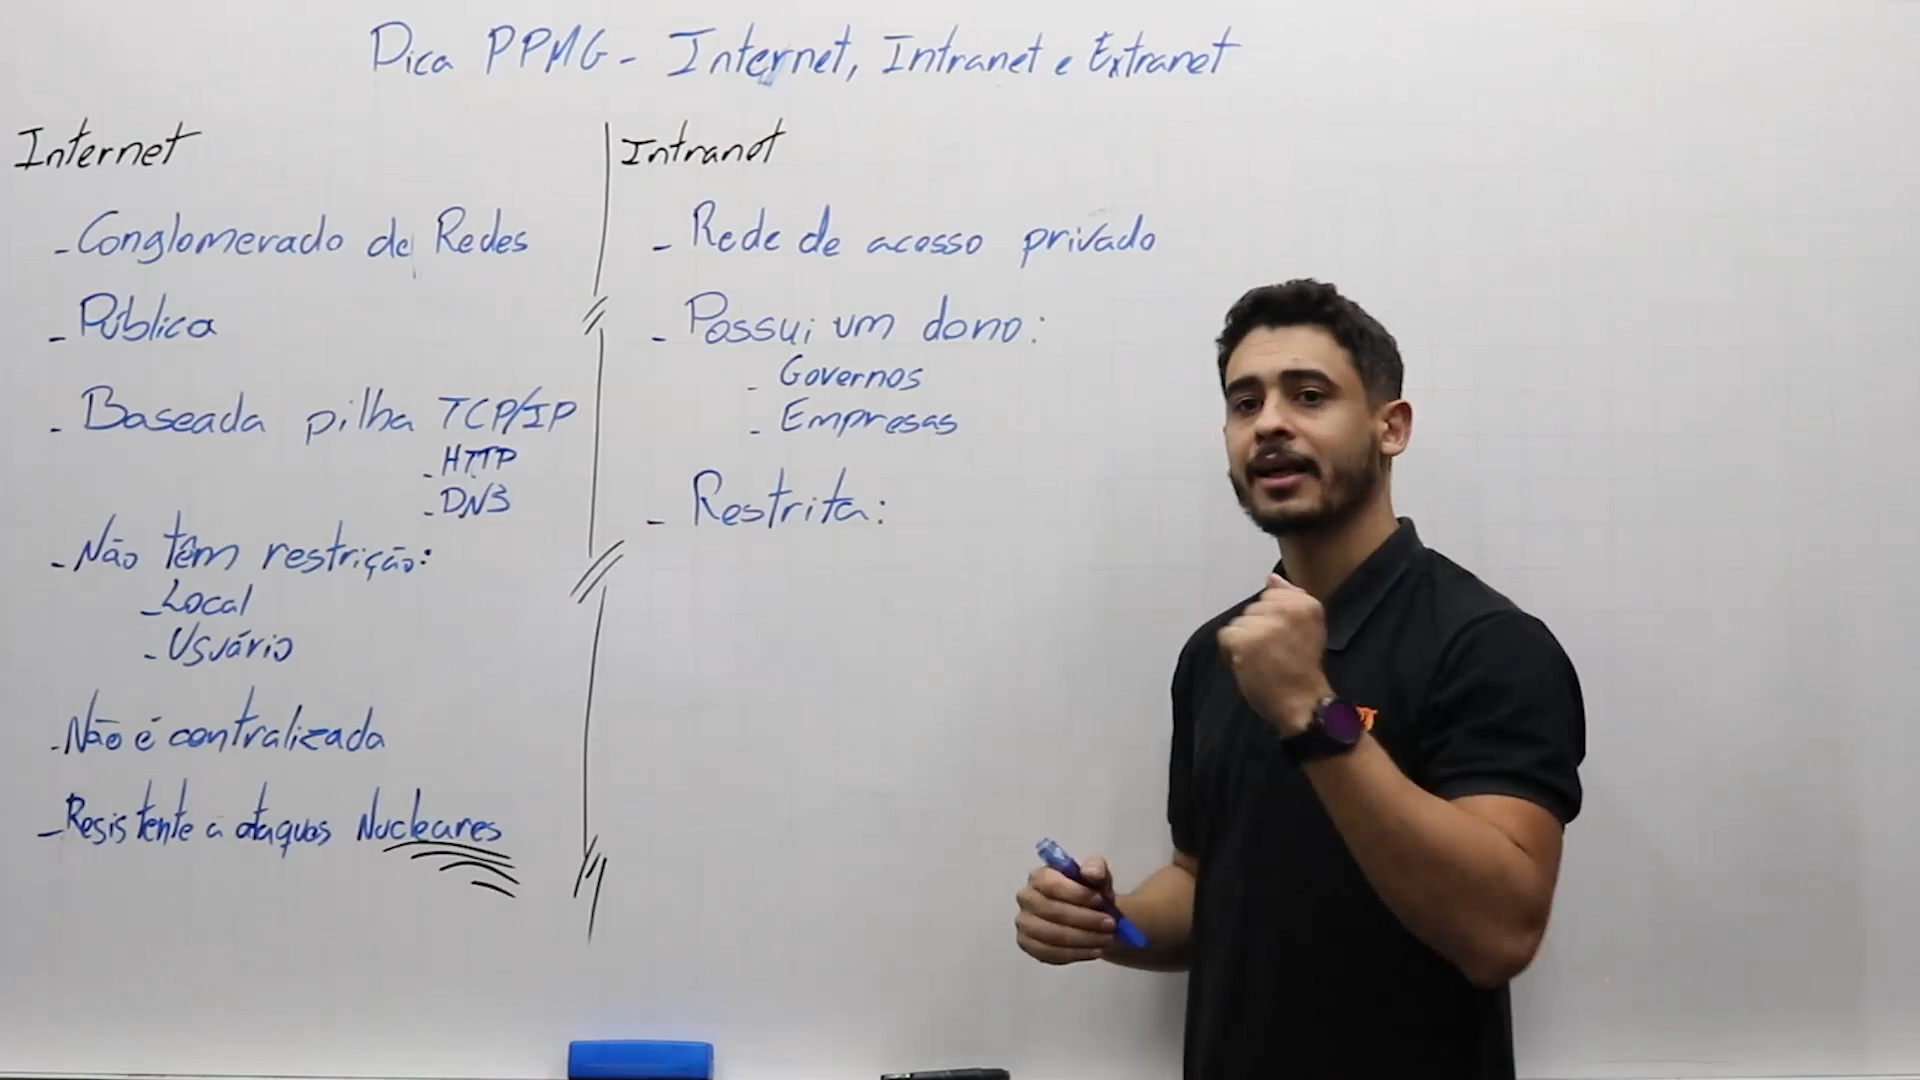 Dica PPMG - Internet, Intranet e Extranet
Internet
- Conglomerado de Redes
- Pública
- Baseada pilha TCP/IP
- HTTP
- DNS
- Não têm restrição:
- Local
- Usuário
- Não é centralizada
- Resistente a ataques Nucleares
Intranet
- Rede de acesso privado
- Possui um dono:
- Governos
- Empresas
- Restrita: